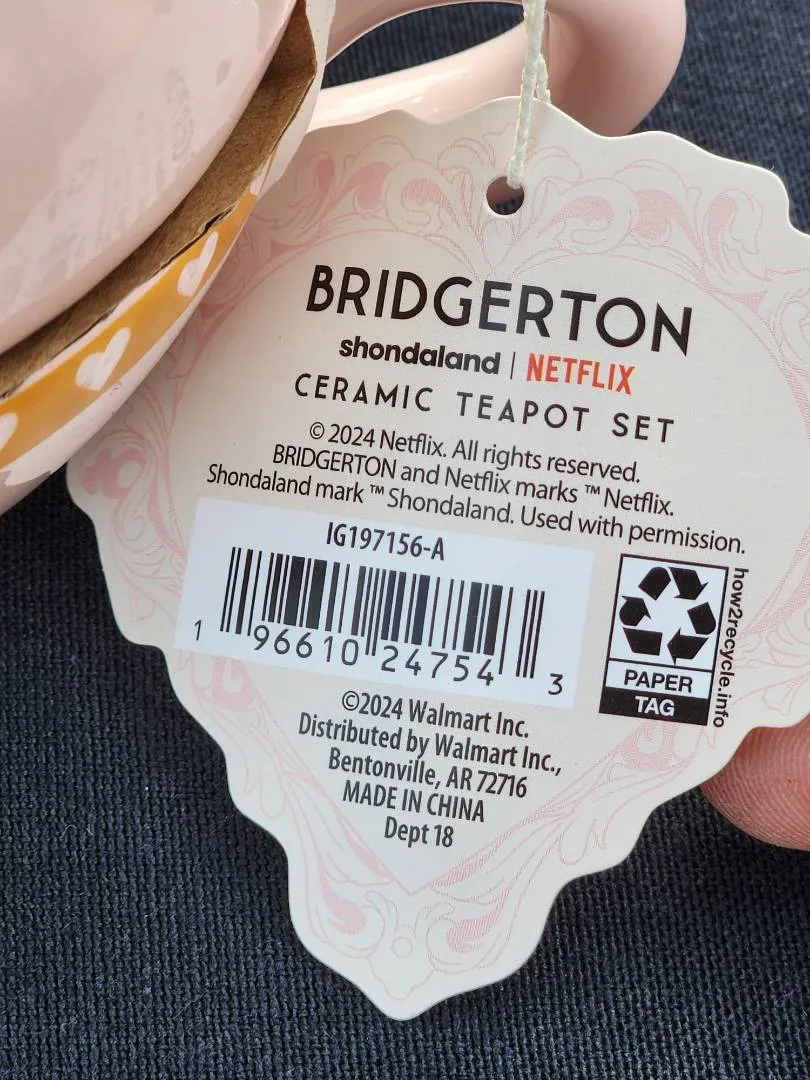 BRIDGERTON
shondaland | NETFLIX
CERAMIC TEAPOT SET
© 2024 Netflix. All rights reserved.
BRIDGERTON and Netflix marks ™ Netflix.
Shondaland mark ™ Shondaland. Used with permission.
IG197156-A
1 96610 24754 3
how2recycle.info
PAPER
TAG
©2024 Walmart Inc.
Distributed by Walmart Inc.,
Bentonville, AR 72716
MADE IN CHINA
Dept 18